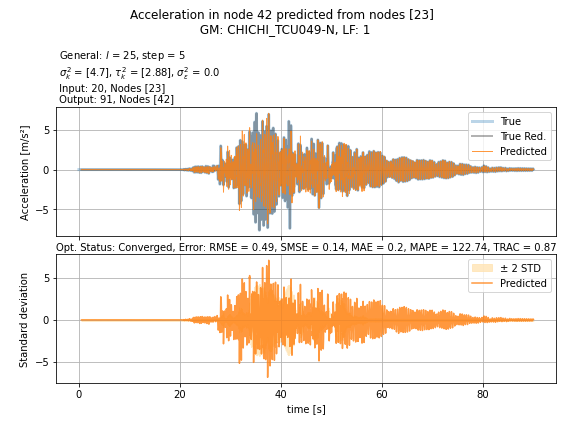 Acceleration in node 42 predicted from nodes [23]
GM: CHICHI_TCU049-N, LF: 1
General: l = 25, step = 5
σ²ₖ = [4.7], τ²ₖ = [2.88], σ²ε = 0.0
Input: 20, Nodes [23]
Output: 91, Nodes [42]
True
True Red.
Predicted
5
0
−5
Acceleration [m/s²]
Opt. Status: Converged, Error: RMSE = 0.49, SMSE = 0.14, MAE = 0.2, MAPE = 122.74, TRAC = 0.87
± 2 STD
Predicted
5
0
−5
Standard deviation
0 20 40 60 80
time [s]